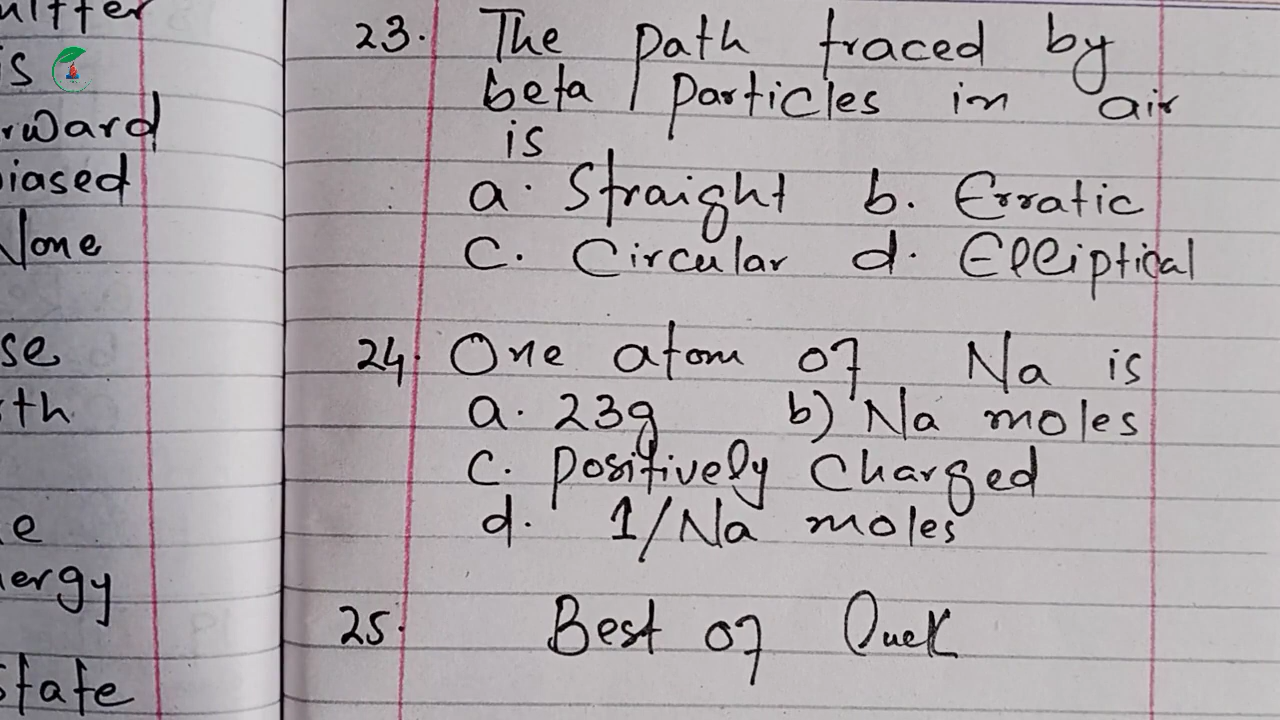 is
rward
iased
None
se
th
e
ergy
state
23. The path traced by
beta particles in air
is
a. Straight b. Erratic
C. Circular d. Elliptical
24. One atom of Na is
a. 23g b) Na moles
C. Positively Charged
d. 1/Na moles
25. Best of Luck